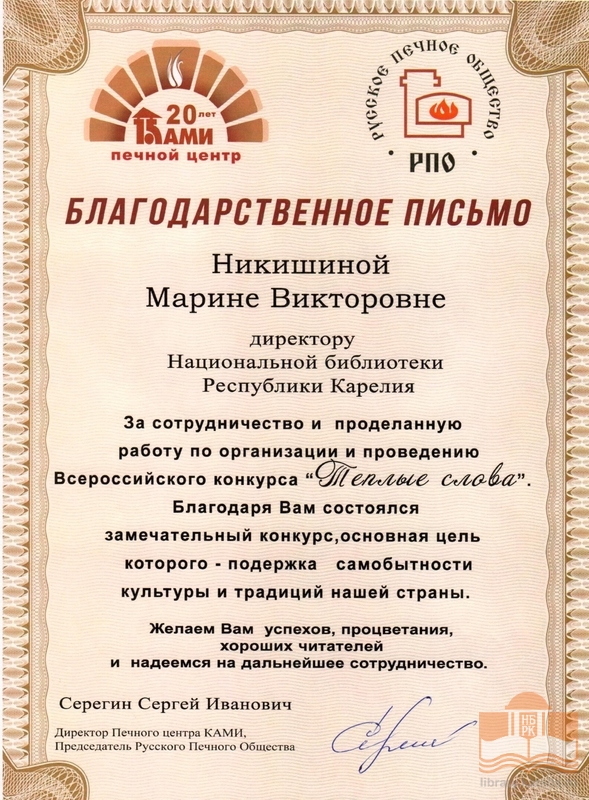 20 лет
КАМИ
печной центр
РУССКОЕ ПЕЧНОЕ ОБЩЕСТВО
РПО
БЛАГОДАРСТВЕННОЕ ПИСЬМО
Никишиной
Марине Викторовне
директору
Национальной библиотеки
Республики Карелия
За сотрудничество и проделанную
работу по организации и проведению
Всероссийского конкурса “Теплые слова”.
Благодаря Вам состоялся
замечательный конкурс,основная цель
которого - подержка самобытности
культуры и традиций нашей страны.
Желаем Вам успехов, процветания,
хороших читателей
и надеемся на дальнейшее сотрудничество.
Серегин Сергей Иванович
Директор Печного центра КАМИ,
Председатель Русского Печного Общества
НБ
РК